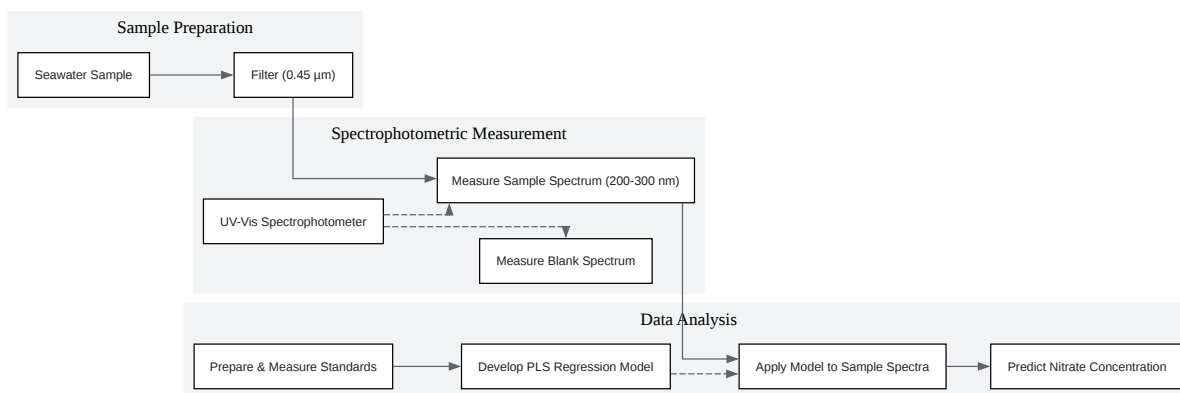 Sample Preparation
Seawater Sample
Filter (0.45 µm)
Spectrophotometric Measurement
Measure Sample Spectrum (200-300 nm)
UV-Vis Spectrophotometer
Measure Blank Spectrum
Data Analysis
Prepare & Measure Standards
Develop PLS Regression Model
Apply Model to Sample Spectra
Predict Nitrate Concentration